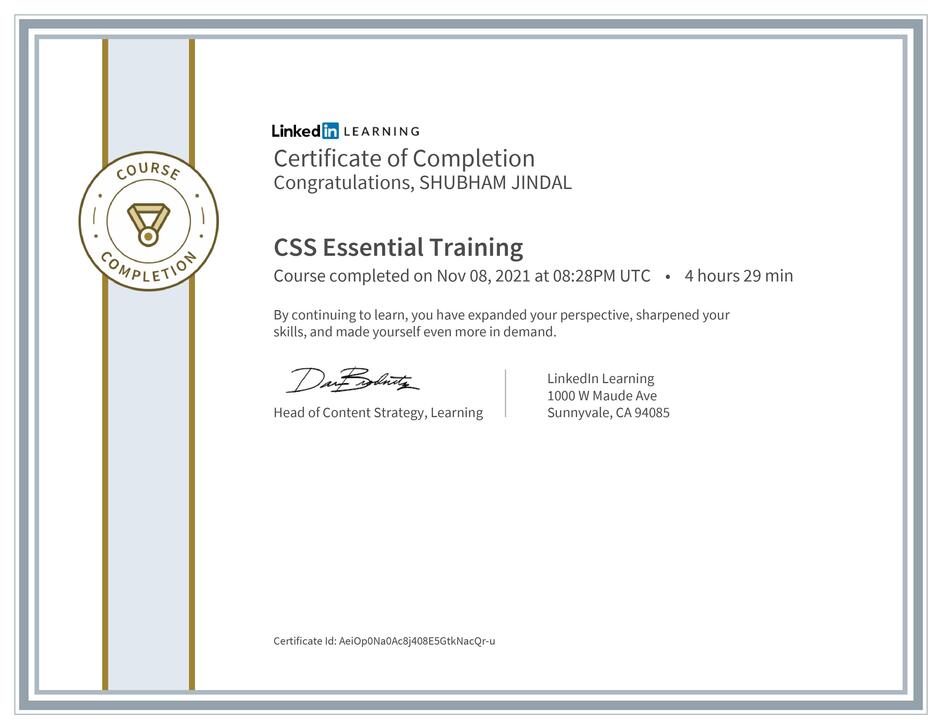 COURSE
COMPLETION
Linked in LEARNING
Certificate of Completion
Congratulations, SHUBHAM JINDAL
CSS Essential Training
Course completed on Nov 08, 2021 at 08:28PM UTC • 4 hours 29 min
By continuing to learn, you have expanded your perspective, sharpened your
skills, and made yourself even more in demand.
Head of Content Strategy, Learning
LinkedIn Learning
1000 W Maude Ave
Sunnyvale, CA 94085
Certificate Id: AeiOp0Na0Ac8j408E5GtkNacQr-u